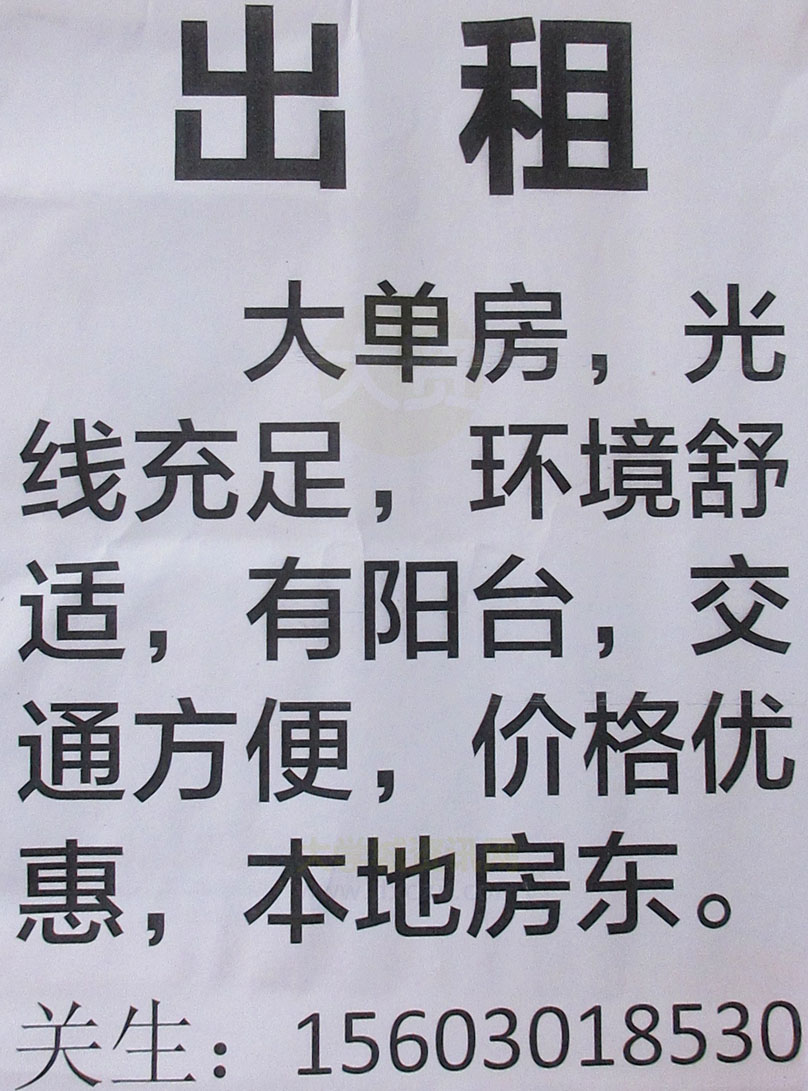 出租
大单房，光
线充足，环境舒
适，有阳台，交
通方便，价格优
惠，本地房东。
关生：15603018530